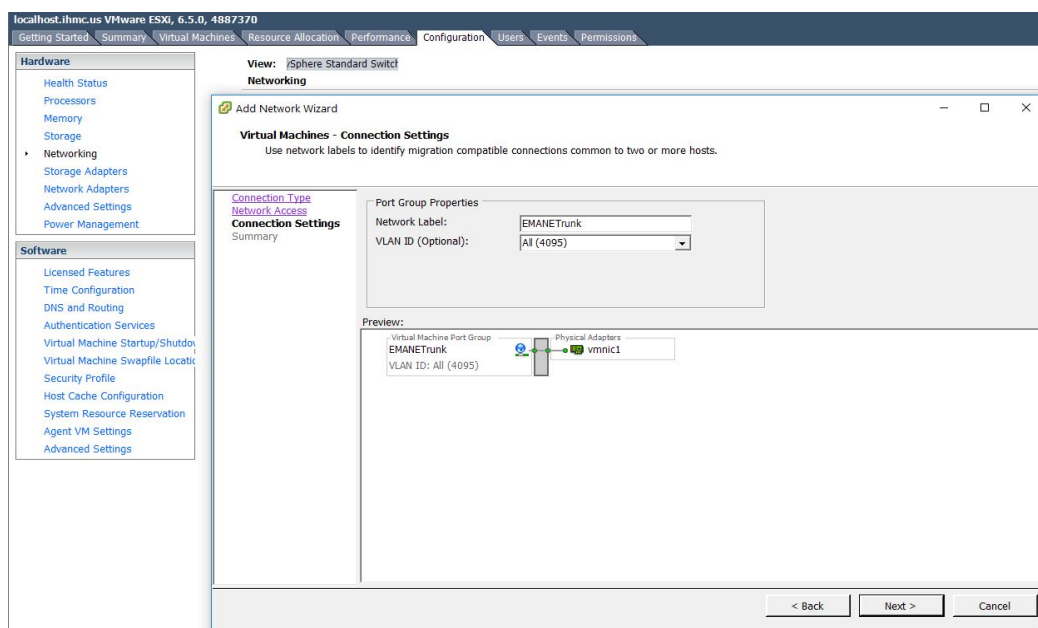 localhost.ihmc.us VMware ESXi, 6.5.0, 4887370
Getting Started Summary Virtual Machines Resource Allocation Performance Configuration Users Events Permissions
Hardware
Health Status
Processors
Memory
Storage
Networking
Storage Adapters
Network Adapters
Advanced Settings
Power Management
Software
Licensed Features
Time Configuration
DNS and Routing
Authentication Services
Virtual Machine Startup/Shutdov
Virtual Machine Swapfile Locatic
Security Profile
Host Cache Configuration
System Resource Reservation
Agent VM Settings
Advanced Settings
View: /Sphere Standard Switch
Networking
Add Network Wizard
Virtual Machines - Connection Settings
Use network labels to identify migration compatible connections common to two or more hosts.
Connection Type
Network Access
Connection Settings
Summary
Port Group Properties
Network Label: EMANETrunk
VLAN ID (Optional): All (4095)
Preview:
Virtual Machine Port Group Physical Adapters
EMANETrunk vmnic1
VLAN ID: All (4095)
< Back Next > Cancel